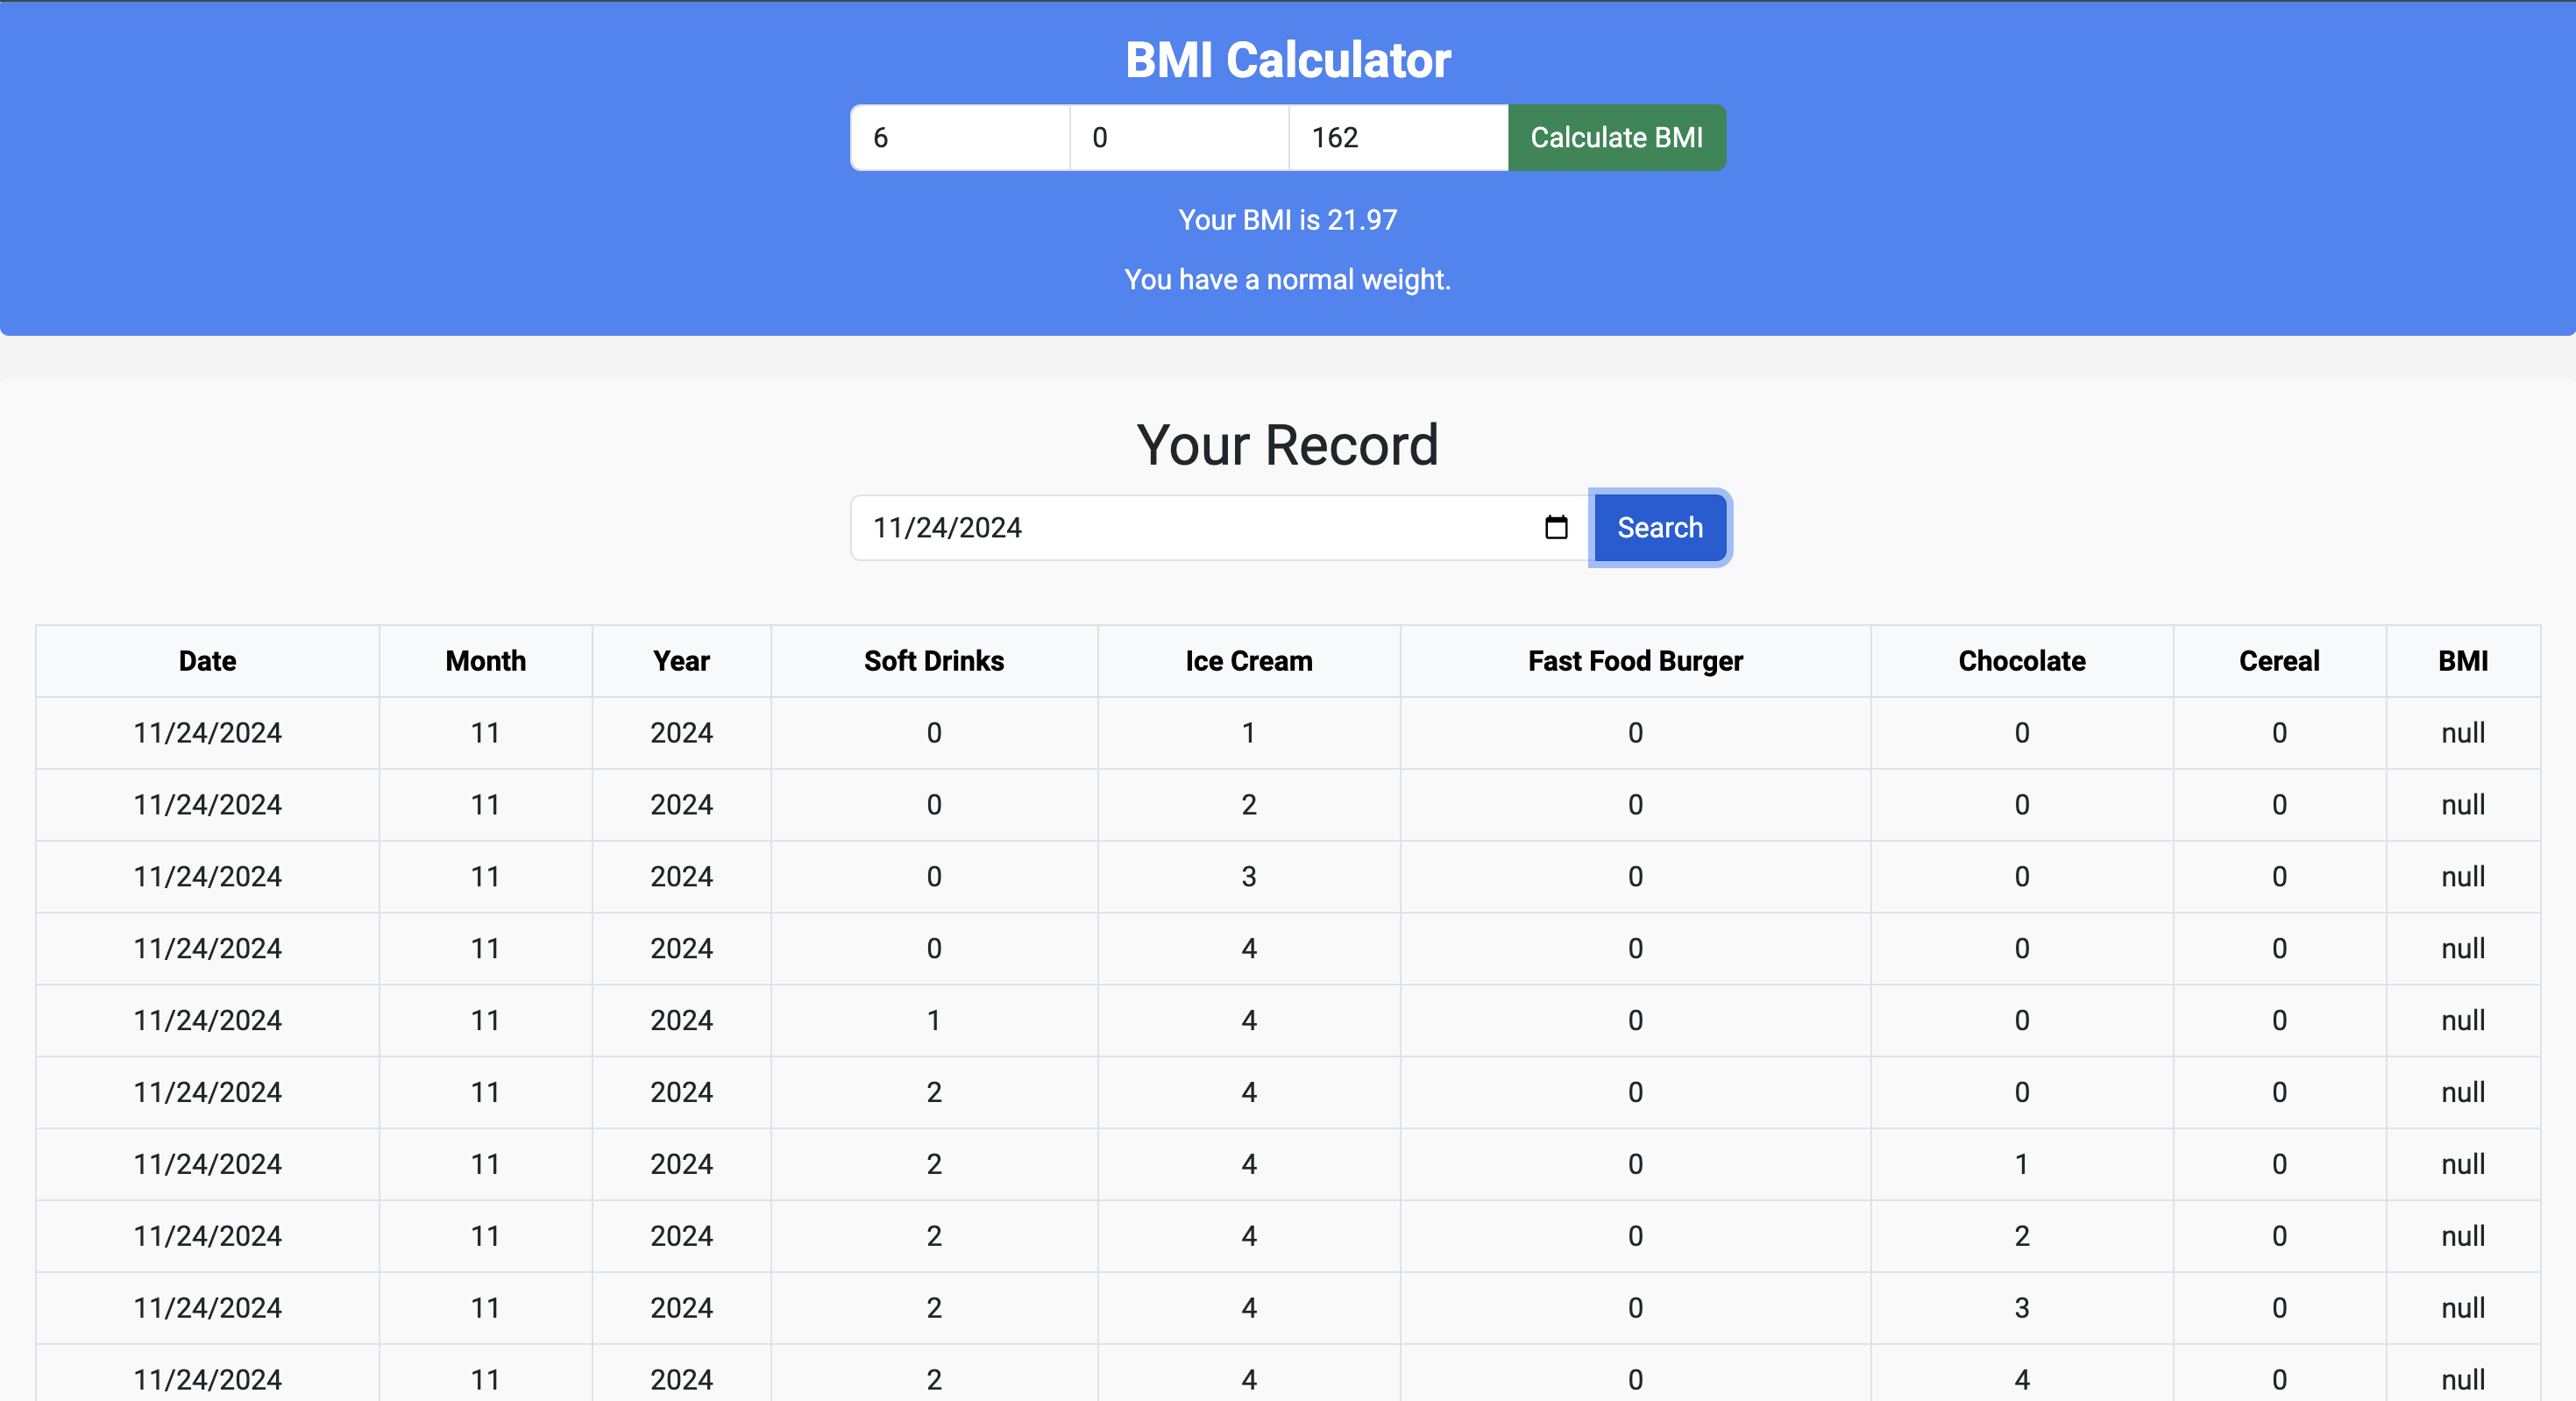 BMI Calculator
6 0 162 Calculate BMI
Your BMI is 21.97
You have a normal weight.
Your Record
11/24/2024 Search
Date Month Year Soft Drinks Ice Cream Fast Food Burger Chocolate Cereal BMI
11/24/2024 11 2024 0 1 0 0 0 null
11/24/2024 11 2024 0 2 0 0 0 null
11/24/2024 11 2024 0 3 0 0 0 null
11/24/2024 11 2024 0 4 0 0 0 null
11/24/2024 11 2024 1 4 0 0 0 null
11/24/2024 11 2024 2 4 0 0 0 null
11/24/2024 11 2024 2 4 0 1 0 null
11/24/2024 11 2024 2 4 0 2 0 null
11/24/2024 11 2024 2 4 0 3 0 null
11/24/2024 11 2024 2 4 0 4 0 null